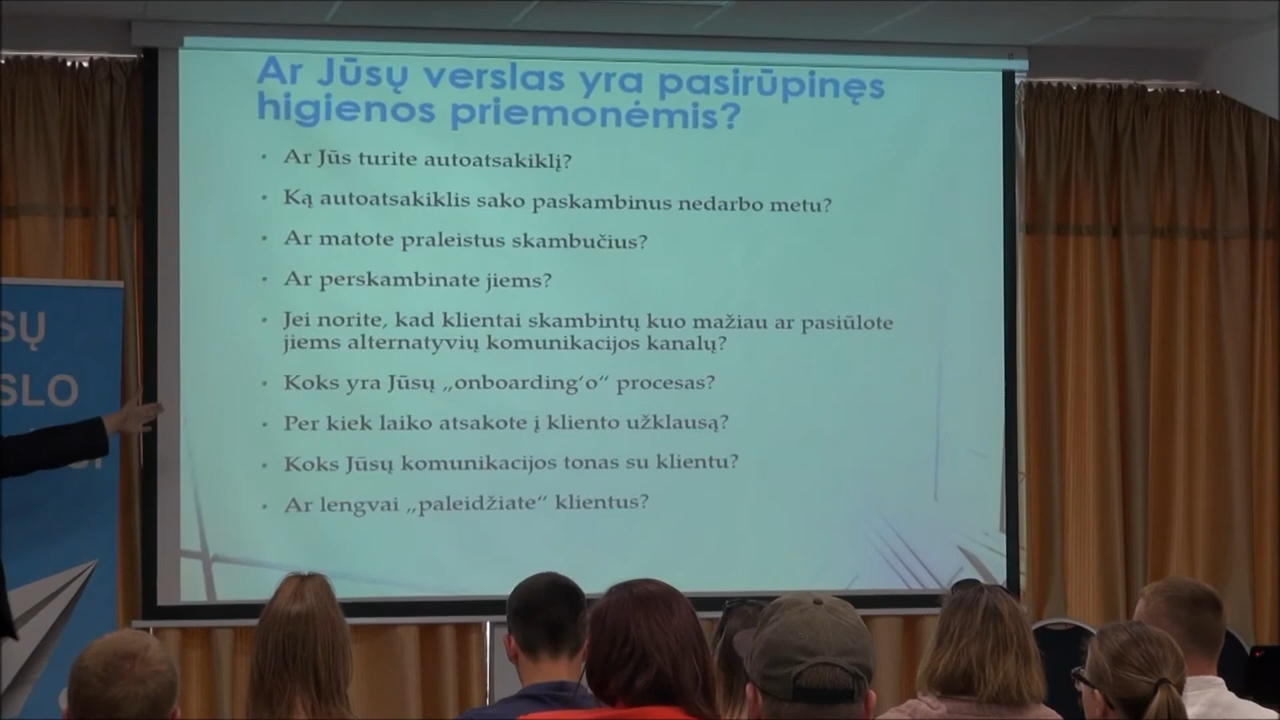 Ar Jūsų verslas yra pasirūpinęs
higienos priemonėmis?
Ar Jūs turite autoatsakiklį?
Ką autoatsakiklis sako paskambinus nedarbo metu?
Ar matote praleistus skambučius?
Ar perskambinate jiems?
Jei norite, kad klientai skambintų kuo mažiau ar pasiūlote
jiems alternatyvių komunikacijos kanalų?
Koks yra Jūsų „onboarding‘o“ procesas?
Per kiek laiko atsakote į kliento užklausą?
Koks Jūsų komunikacijos tonas su klientu?
Ar lengvai „paleidžiate“ klientus?
SŲ
SLO